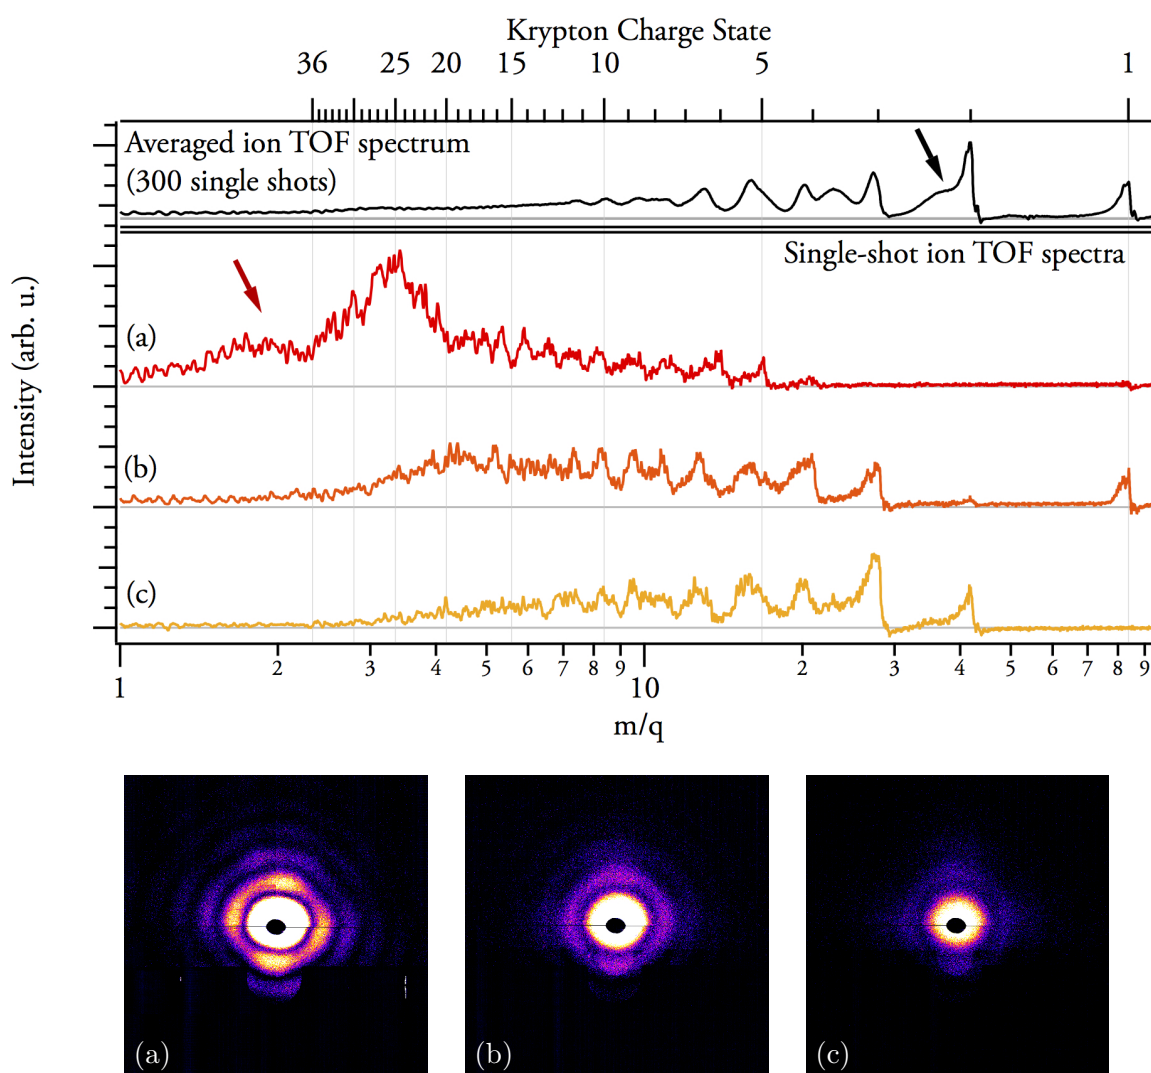 Krypton Charge State
36 25 20 15 10 5 1
Averaged ion TOF spectrum
(300 single shots)
Single-shot ion TOF spectra
Intensity (arb. u.)
(a)
(b)
(c)
2 3 4 5 6 7 8 9 2 3 4 5 6 7 8 9
1 10
m/q
(a) (b) (c)